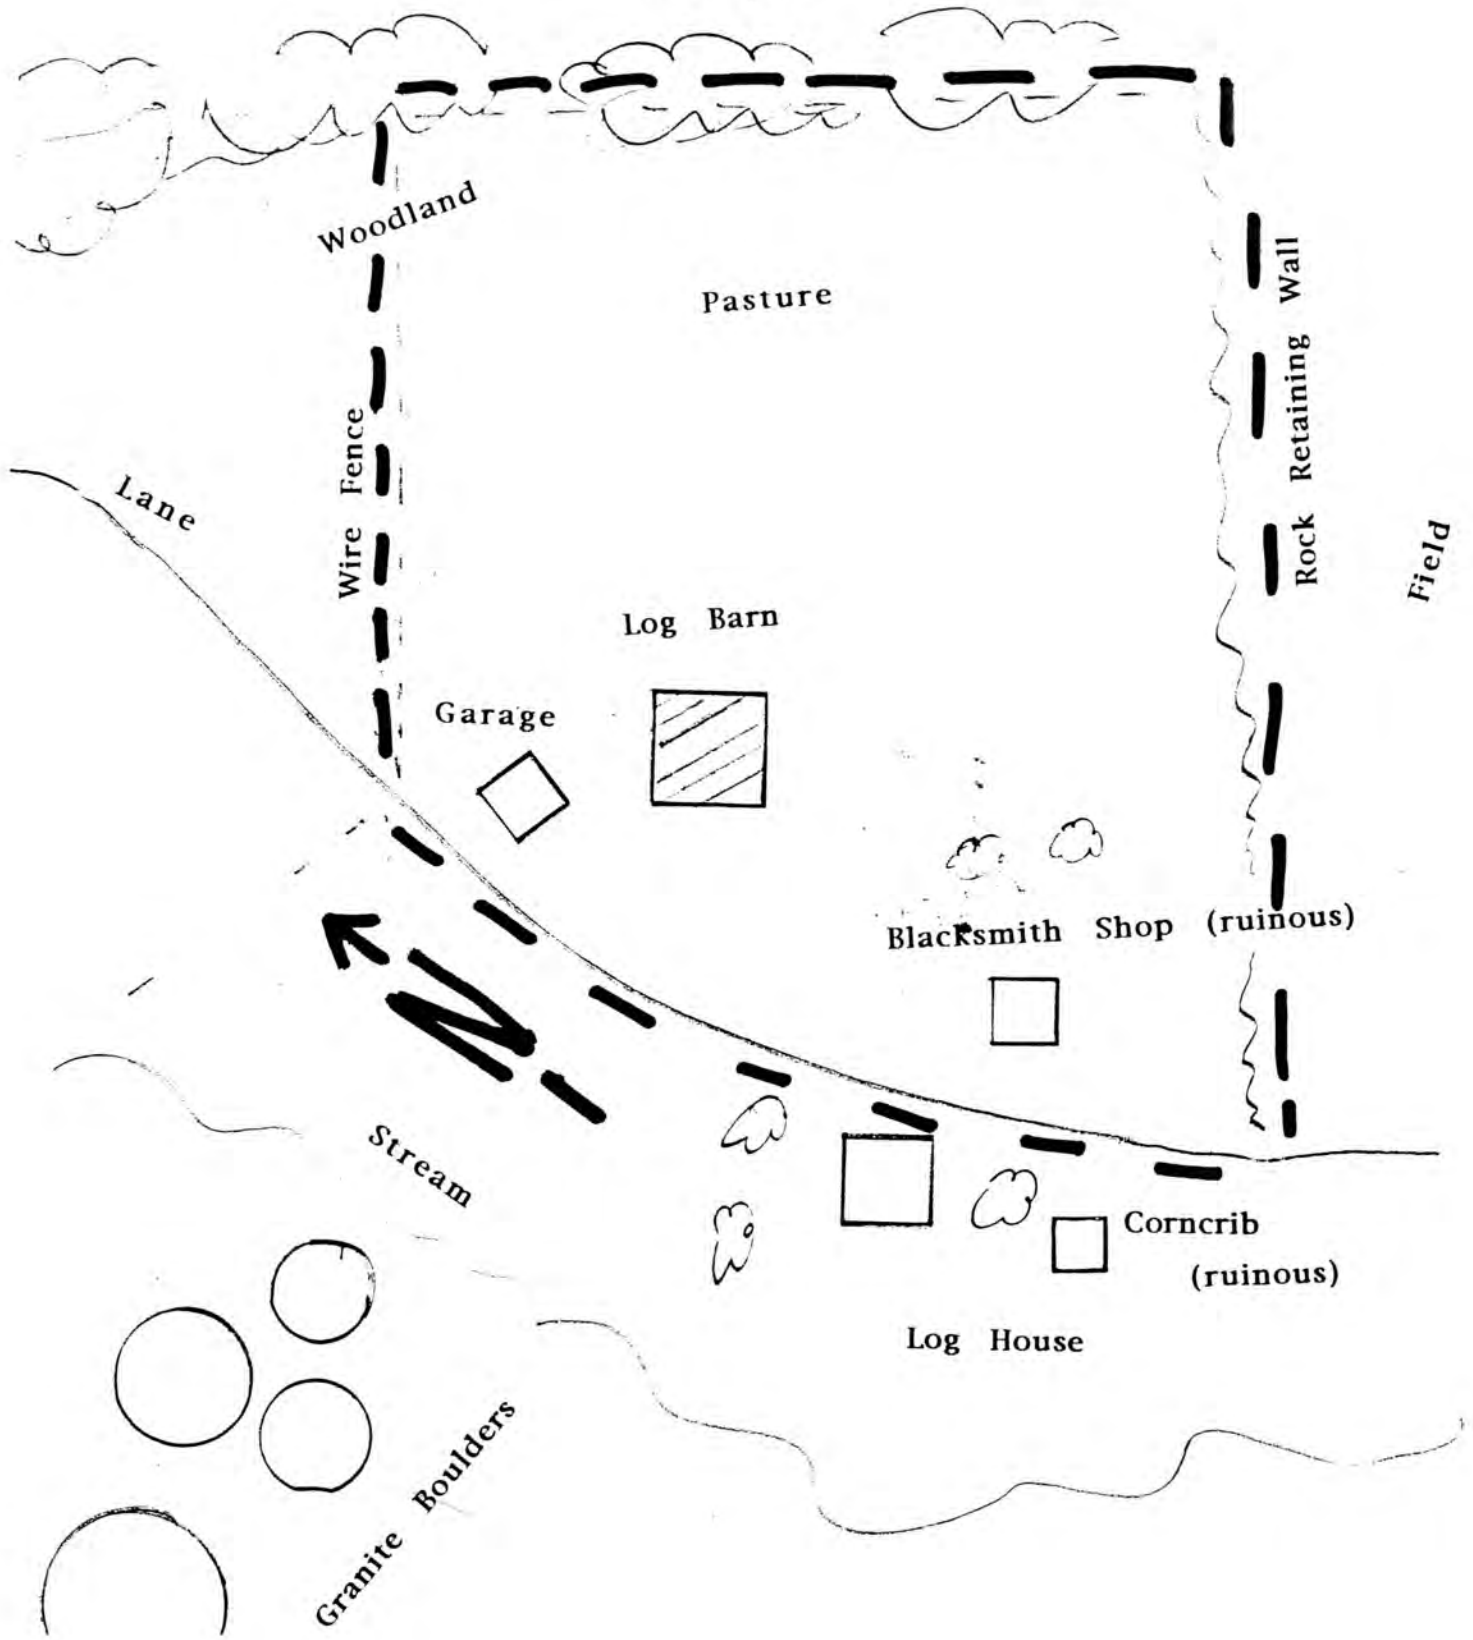 Woodland
Pasture
Rock Retaining Wall
Wire Fence
Lane
Field
Log Barn
Garage
Blacksmith Shop (ruinous)
N
Stream
Corncrib
(ruinous)
Log House
Granite Boulders